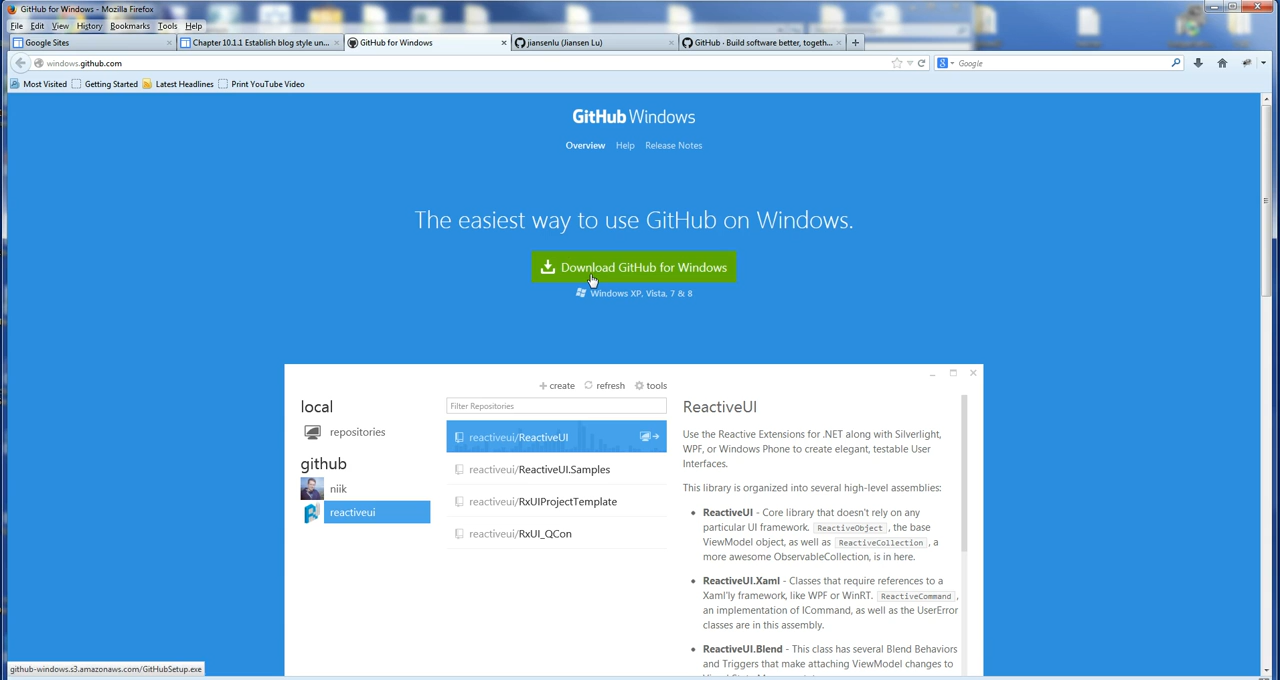 GitHub for Windows - Mozilla Firefox
File Edit View History Bookmarks Tools Help
Google Sites × Chapter 10.1.1 Establish blog style un... × GitHub for Windows × jiansenlu (Jiansen Lu) × GitHub · Build software better, togeth... × +
windows.github.com Google
Most Visited Getting Started Latest Headlines Print YouTube Video
GitHub Windows
Overview Help Release Notes
The easiest way to use GitHub on Windows.
Download GitHub for Windows
Windows XP, Vista, 7 & 8
create refresh tools
local
repositories
github
niik
reactiveui
Filter Repositories
reactiveui/ReactiveUI
reactiveui/ReactiveUI.Samples
reactiveui/RxUIProjectTemplate
reactiveui/RxUI_QCon
ReactiveUI
Use the Reactive Extensions for .NET along with Silverlight,
WPF, or Windows Phone to create elegant, testable User
Interfaces.
This library is organized into several high-level assemblies:
• ReactiveUI - Core library that doesn't rely on any
particular UI framework. ReactiveObject, the base
ViewModel object, as well as ReactiveCollection, a
more awesome ObservableCollection, is in here.
• ReactiveUI.Xaml - Classes that require references to a
Xaml'ly framework, like WPF or WinRT. ReactiveCommand,
an implementation of ICommand, as well as the UserError
classes are in this assembly.
• ReactiveUI.Blend - This class has several Blend Behaviors
and Triggers that make attaching ViewModel changes to
github-windows.s3.amazonaws.com/GitHubSetup.exe